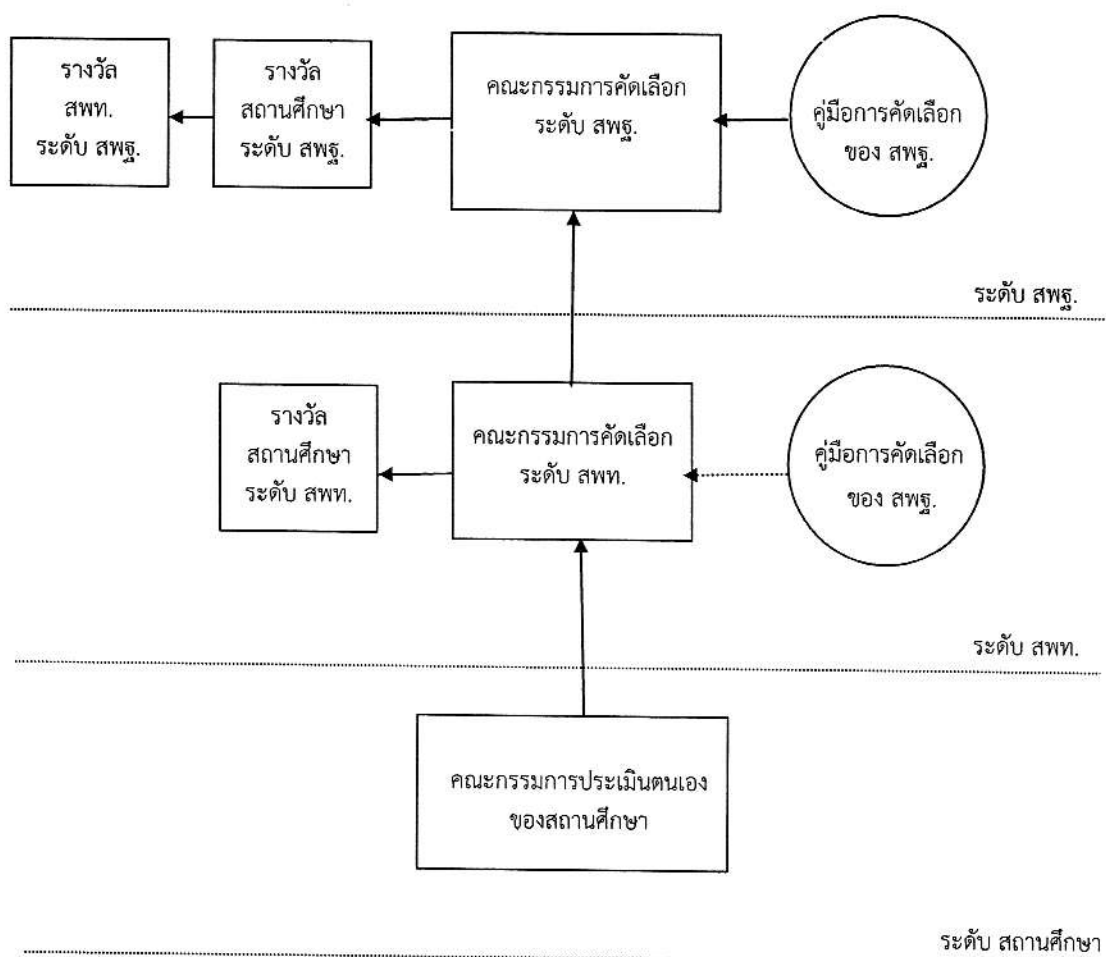 รางวัล
สพท.
ระดับ สพฐ.
รางวัล
สถานศึกษา
ระดับ สพฐ.
คณะกรรมการคัดเลือก
ระดับ สพฐ.
คู่มือการคัดเลือก
ของ สพฐ.
ระดับ สพฐ.
รางวัล
สถานศึกษา
ระดับ สพท.
คณะกรรมการคัดเลือก
ระดับ สพท.
คู่มือการคัดเลือก
ของ สพฐ.
ระดับ สพท.
คณะกรรมการประเมินตนเอง
ของสถานศึกษา
ระดับ สถานศึกษา